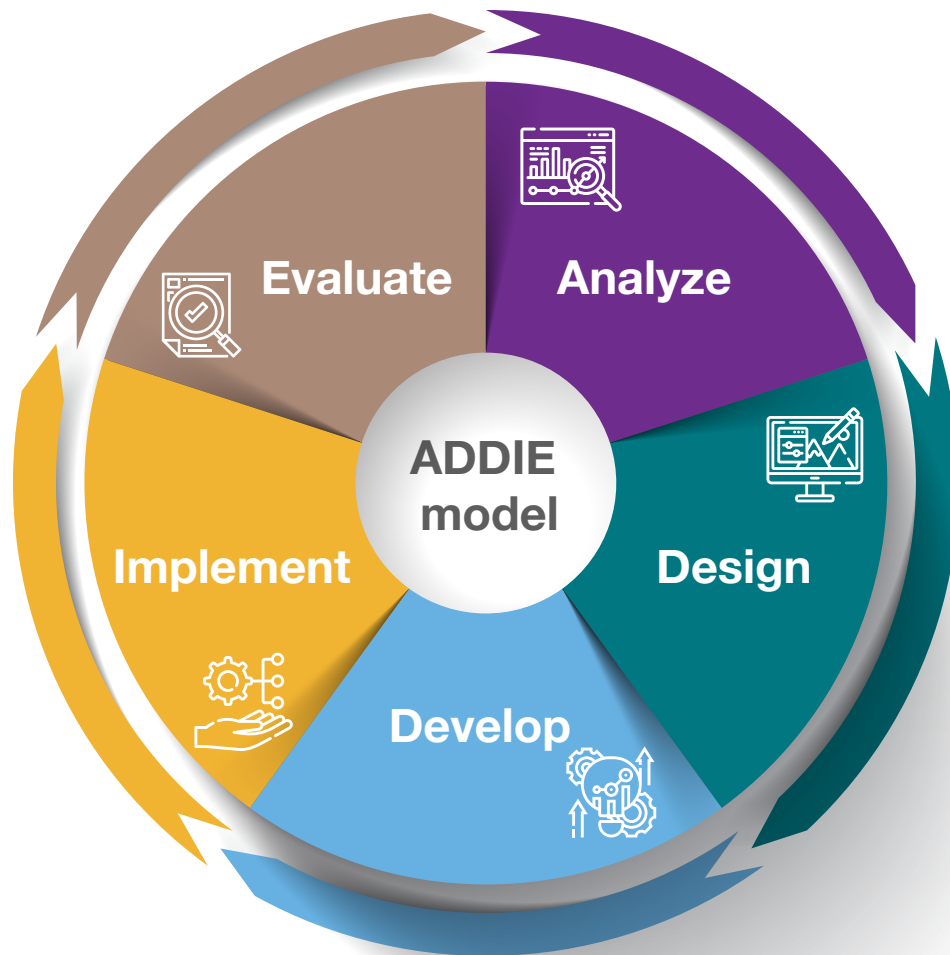 ADDIE
model
Analyze
Design
Develop
Implement
Evaluate